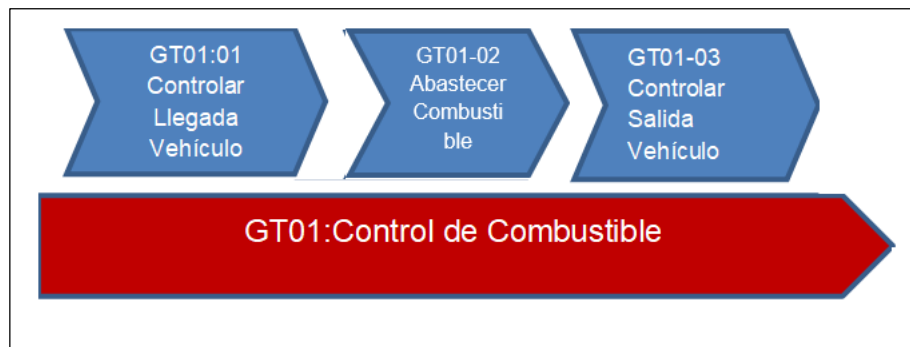 GT01:01
Controlar
Llegada
Vehículo
GT01-02
Abastecer
Combusti
ble
GT01-03
Controlar
Salida
Vehículo
GT01:Control de Combustible